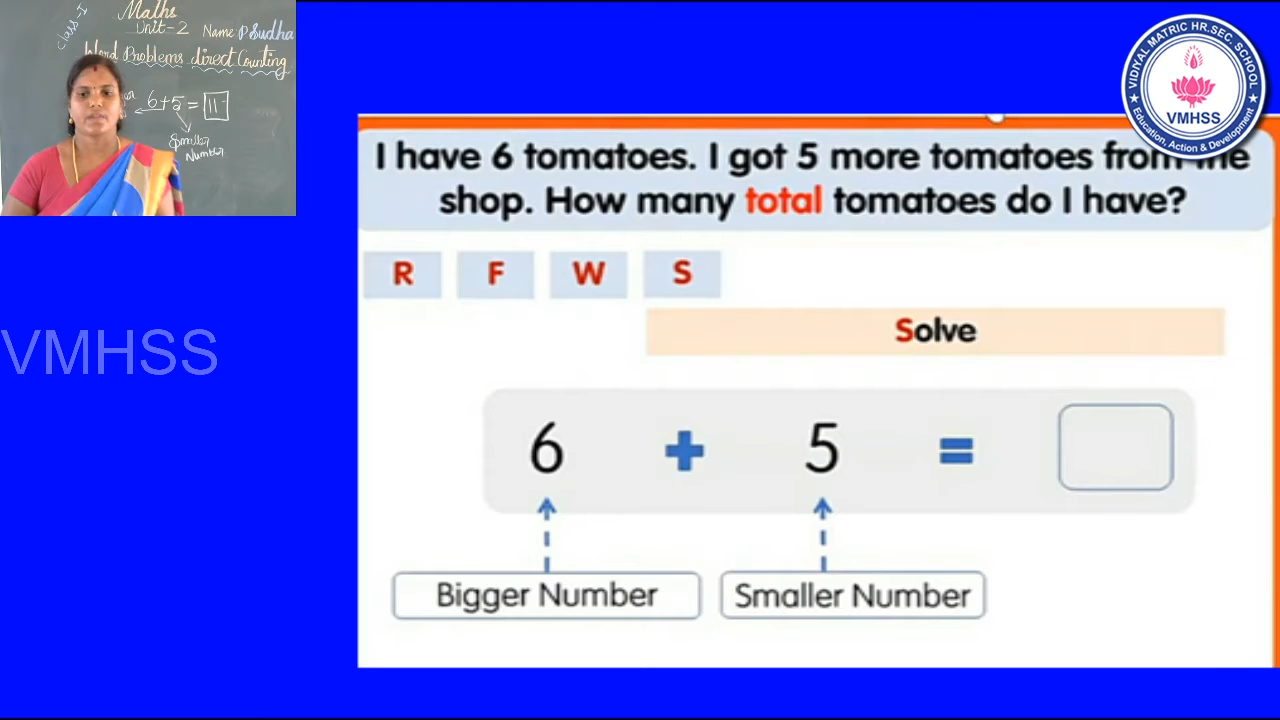 Maths
Class-I
Unit-2 Name P Sudha
Word Problems direct Counting
6+5 = 11
Smaller
Number
VIDIYAL MATRIC HR.SEC. SCHOOL
VMHSS
Education, Action & Development
I have 6 tomatoes. I got 5 more tomatoes from the
shop. How many total tomatoes do I have?
R F W S
Solve
VMHSS
6 + 5 =
Bigger Number Smaller Number